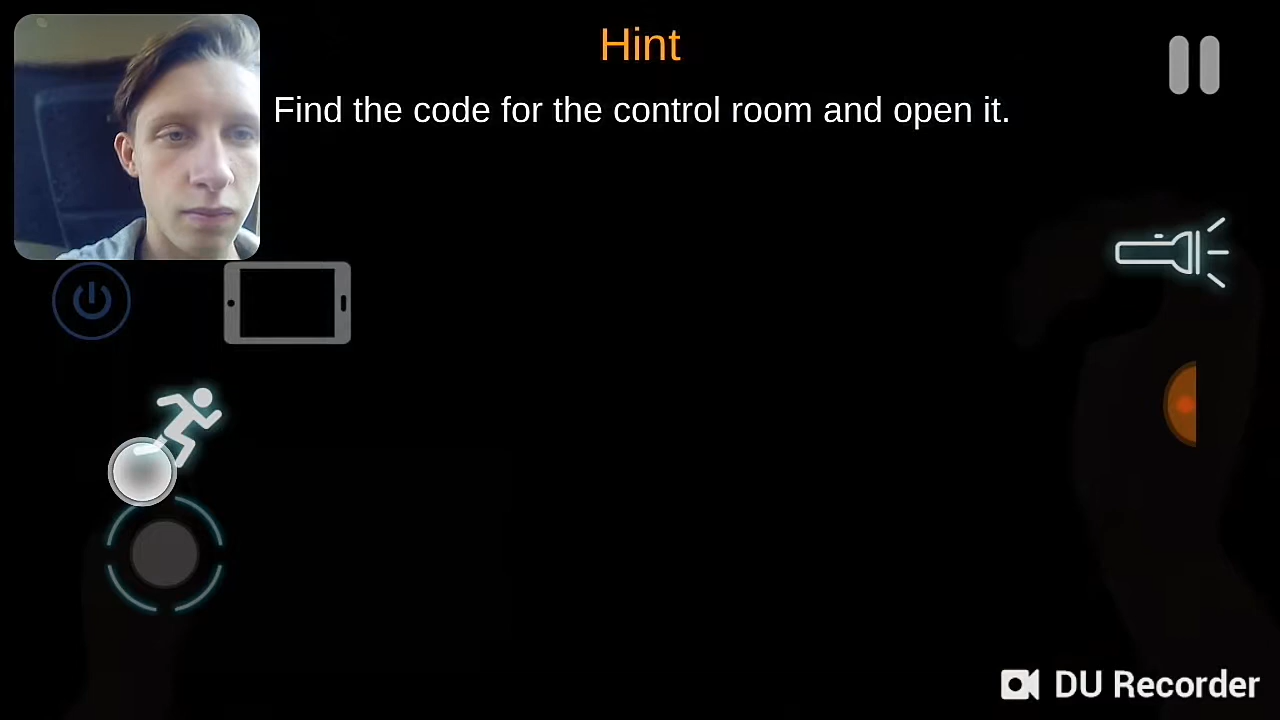 Hint
Find the code for the control room and open it.
DU Recorder